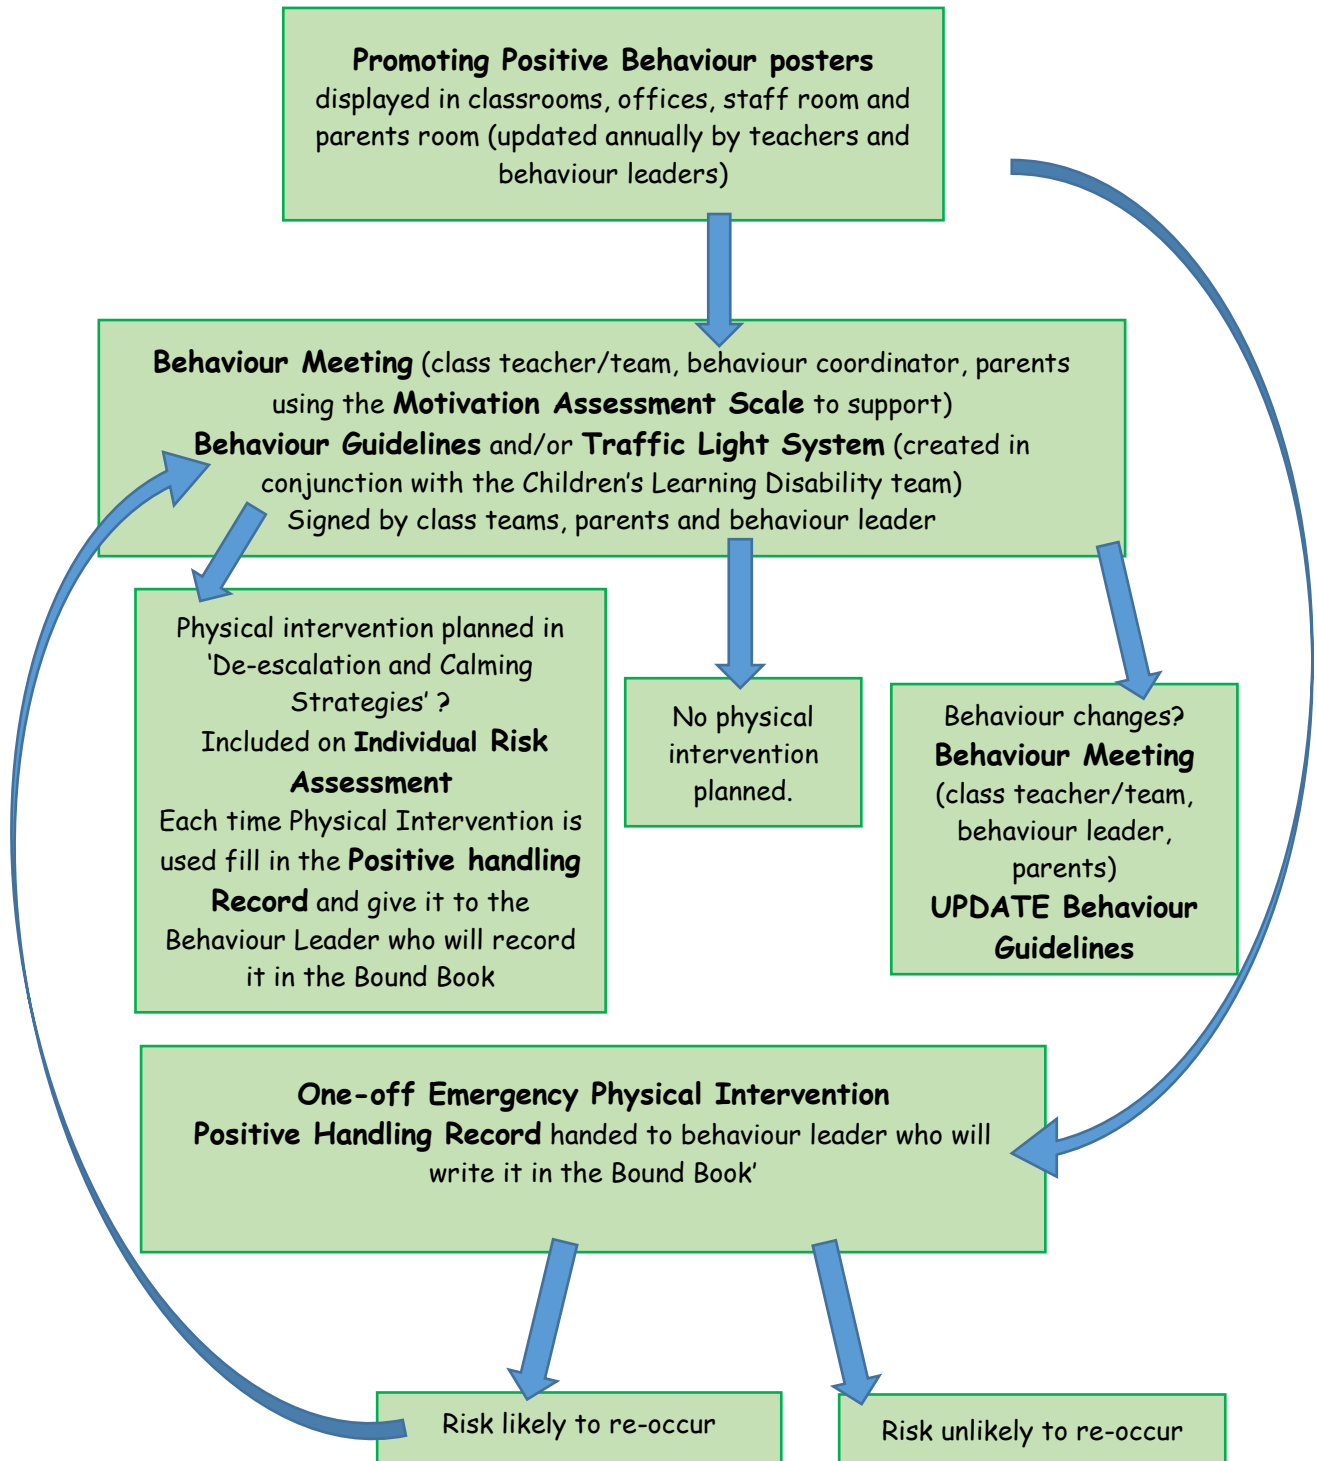 Promoting Positive Behaviour posters
displayed in classrooms, offices, staff room and
parents room (updated annually by teachers and
behaviour leaders)
Behaviour Meeting (class teacher/team, behaviour coordinator, parents
using the Motivation Assessment Scale to support)
Behaviour Guidelines and/or Traffic Light System (created in
conjunction with the Children's Learning Disability team)
Signed by class teams, parents and behaviour leader
Physical intervention planned in
‘De-escalation and Calming
Strategies’ ?
Included on Individual Risk
Assessment
Each time Physical Intervention is
used fill in the Positive handling
Record and give it to the
Behaviour Leader who will record
it in the Bound Book
No physical
intervention
planned.
Behaviour changes?
Behaviour Meeting
(class teacher/team,
behaviour leader,
parents)
UPDATE Behaviour
Guidelines
One-off Emergency Physical Intervention
Positive Handling Record handed to behaviour leader who will
write it in the Bound Book’
Risk likely to re-occur
Risk unlikely to re-occur